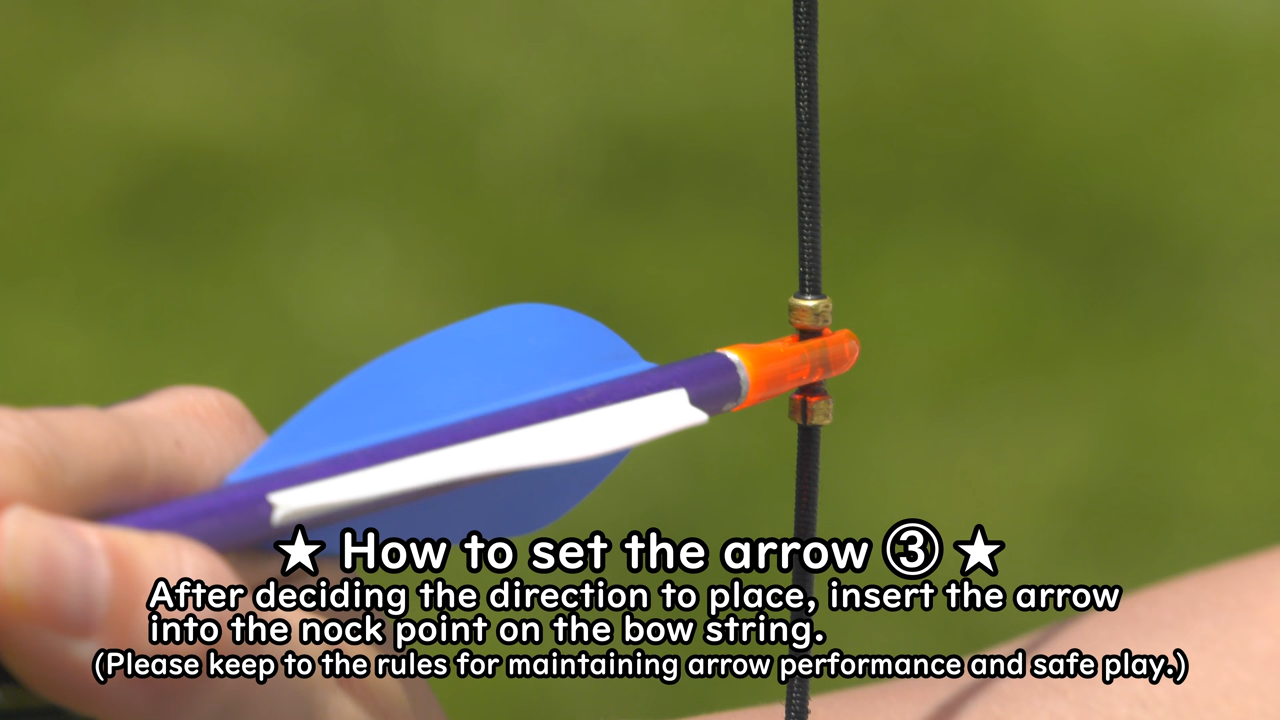 ★ How to set the arrow ③ ★
After deciding the direction to place, insert the arrow
into the nock point on the bow string.
(Please keep to the rules for maintaining arrow performance and safe play.)